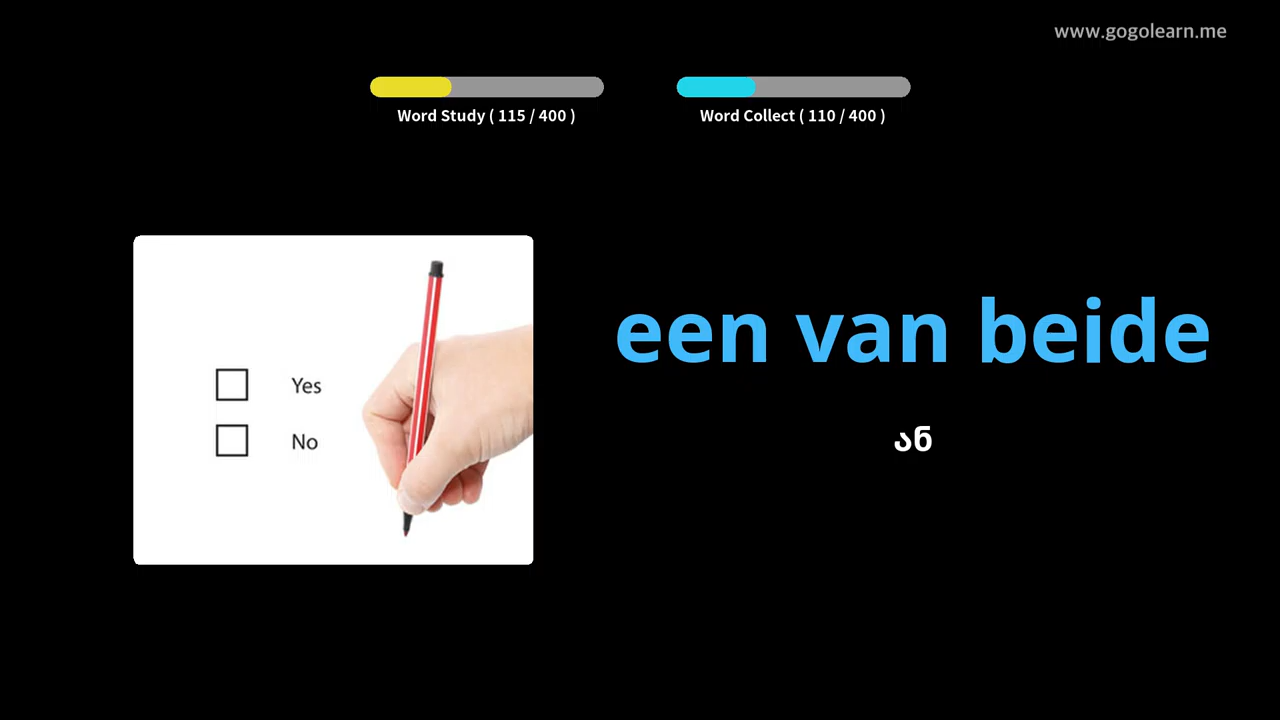 www.gogolearn.me
Word Study ( 115 / 400 )
Word Collect ( 110 / 400 )
Yes
No
een van beide
ან